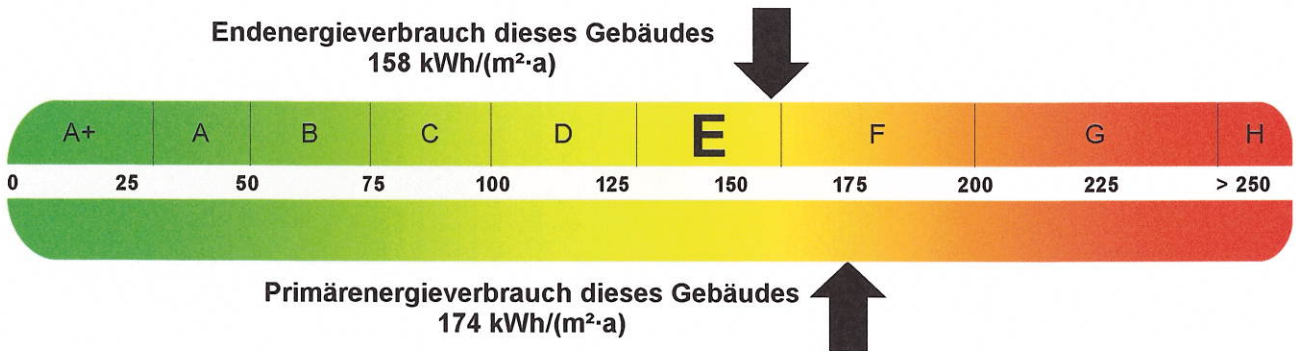 Endenergieverbrauch dieses Gebäudes
158 kWh/(m²·a)
A+ A B C D E F G H
0 25 50 75 100 125 150 175 200 225 > 250
Primärenergieverbrauch dieses Gebäudes
174 kWh/(m²·a)